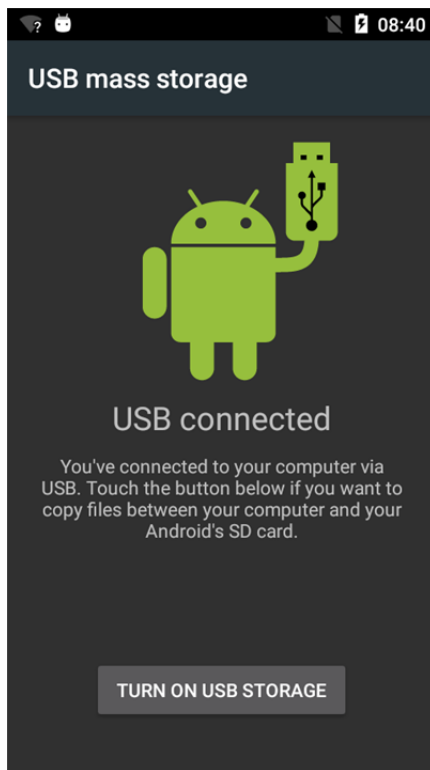 ? 08:40
USB mass storage
USB connected
You've connected to your computer via
USB. Touch the button below if you want to
copy files between your computer and your
Android's SD card.
TURN ON USB STORAGE